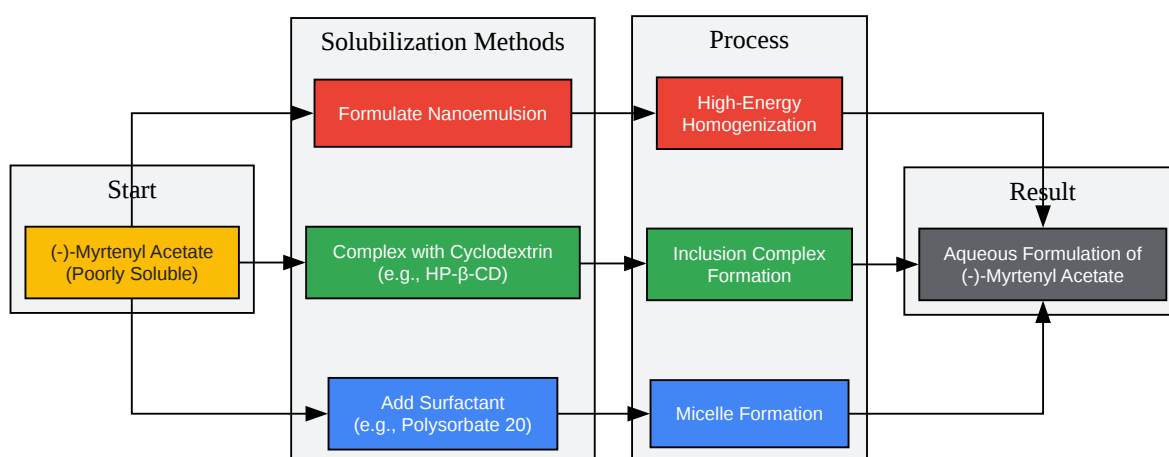 Solubilization Methods
Process
Formulate Nanoemulsion
High-Energy
Homogenization
Start
Result
(-)-Myrtenyl Acetate
(Poorly Soluble)
Complex with Cyclodextrin
(e.g., HP-β-CD)
Inclusion Complex
Formation
Aqueous Formulation of
(-)-Myrtenyl Acetate
Add Surfactant
(e.g., Polysorbate 20)
Micelle Formation